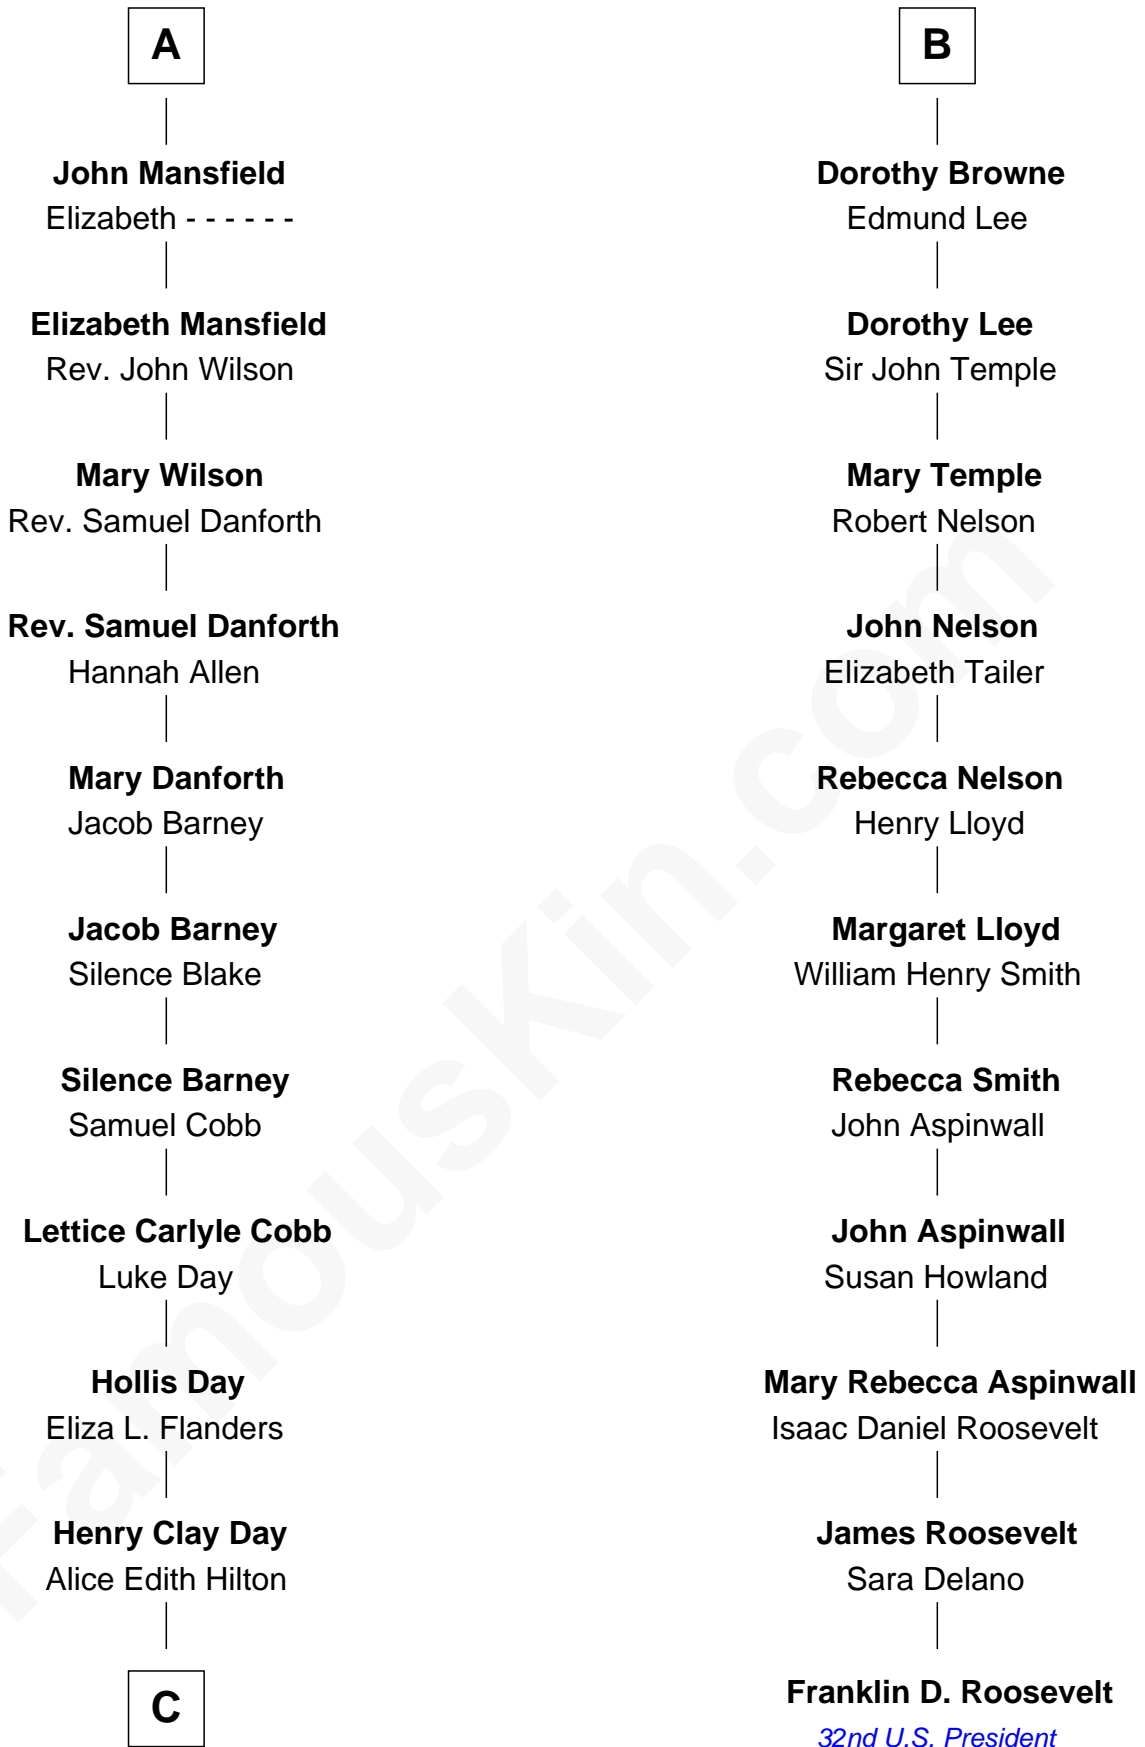 A
John Mansfield
Elizabeth - - - - - -
Elizabeth Mansfield
Rev. John Wilson
Mary Wilson
Rev. Samuel Danforth
Rev. Samuel Danforth
Hannah Allen
Mary Danforth
Jacob Barney
Jacob Barney
Silence Blake
Silence Barney
Samuel Cobb
Lettice Carlyle Cobb
Luke Day
Hollis Day
Eliza L. Flanders
Henry Clay Day
Alice Edith Hilton
C
B
Dorothy Browne
Edmund Lee
Dorothy Lee
Sir John Temple
Mary Temple
Robert Nelson
John Nelson
Elizabeth Tailer
Rebecca Nelson
Henry Lloyd
Margaret Lloyd
William Henry Smith
Rebecca Smith
John Aspinwall
John Aspinwall
Susan Howland
Mary Rebecca Aspinwall
Isaac Daniel Roosevelt
James Roosevelt
Sara Delano
Franklin D. Roosevelt
32nd U.S. President
FamousKin.com